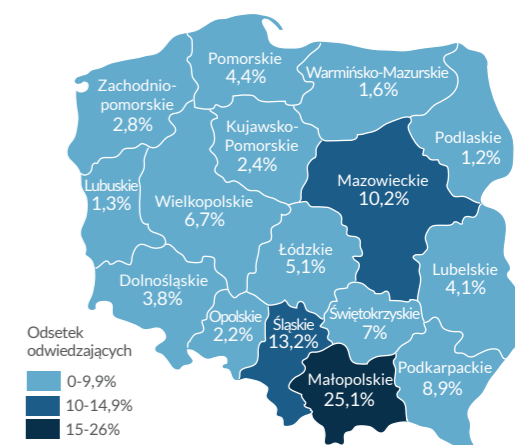 Pomorskie
4,4%
Warmińsko-Mazurskie
1,6%
Zachodnio-
pomorskie
2,8%
Kujawsko-
Pomorskie
2,4%
Podlaskie
1,2%
Mazowieckie
10,2%
Lubuskie
1,3%
Wielkopolskie
6,7%
Łódzkie
5,1%
Lubelskie
4,1%
Dolnośląskie
3,8%
Opolskie
2,2%
Śląskie
13,2%
Świętokrzyskie
7%
Małopolskie
25,1%
Podkarpackie
8,9%
Odsetek
odwiedzających
0-9,9%
10-14,9%
15-26%